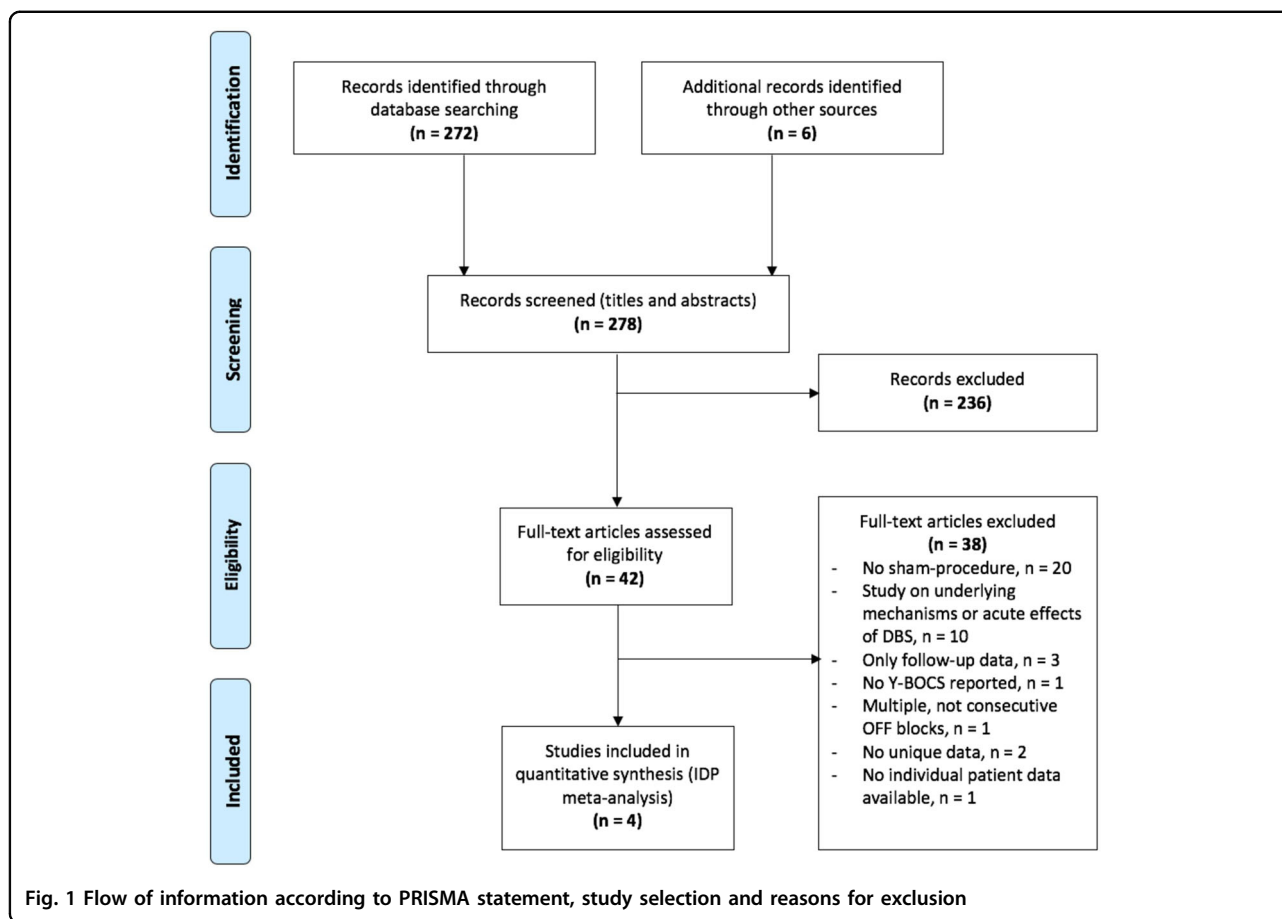 Identification
Records identified through
database searching
(n = 272)
Additional records identified
through other sources
(n = 6)
Screening
Records screened (titles and abstracts)
(n = 278)
Records excluded
(n = 236)
Eligibility
Full-text articles assessed
for eligibility
(n = 42)
Full-text articles excluded
(n = 38)
- No sham-procedure, n = 20
- Study on underlying
mechanisms or acute effects
of DBS, n = 10
- Only follow-up data, n = 3
- No Y-BOCS reported, n = 1
- Multiple, not consecutive
OFF blocks, n = 1
- No unique data, n = 2
- No individual patient data
available, n = 1
Included
Studies included in
quantitative synthesis (IDP
meta-analysis)
(n = 4)
Fig. 1 Flow of information according to PRISMA statement, study selection and reasons for exclusion